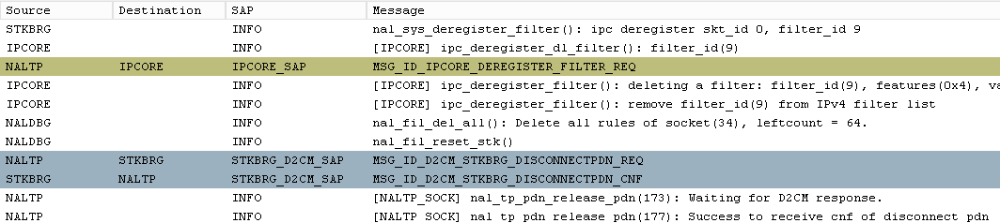 Source Destination SAP Message
STKBRG INFO nal_sys_deregister_filter(): ipc deregister skt_id 0, filter_id 9
IPCORE INFO [IPCORE] ipc_deregister_dl_filter(): filter_id(9)
NALTP IPCORE IPCORE_SAP MSG_ID_IPCORE_DEREGISTER_FILTER_REQ
IPCORE INFO [IPCORE] ipc_deregister_filter(): deleting a filter: filter_id(9), features(0x4), va
IPCORE INFO [IPCORE] ipc_deregister_filter(): remove filter_id(9) from IPv4 filter list
NALDBG INFO nal_fil_del_all(): Delete all rules of socket(34), leftcount = 64.
NALDBG INFO nal_fil_reset_stk()
NALTP STKBRG STKBRG_D2CM_SAP MSG_ID_D2CM_STKBRG_DISCONNECTPDN_REQ
STKBRG NALTP STKBRG_D2CM_SAP MSG_ID_D2CM_STKBRG_DISCONNECTPDN_CNF
NALTP INFO [NALTP_SOCK] nal_tp_pdn_release_pdn(173): Waiting for D2CM response.
NALTP INFO [NALTP_SOCK] nal_tp_pdn_release_pdn(177): Success to receive cnf of disconnect pdn